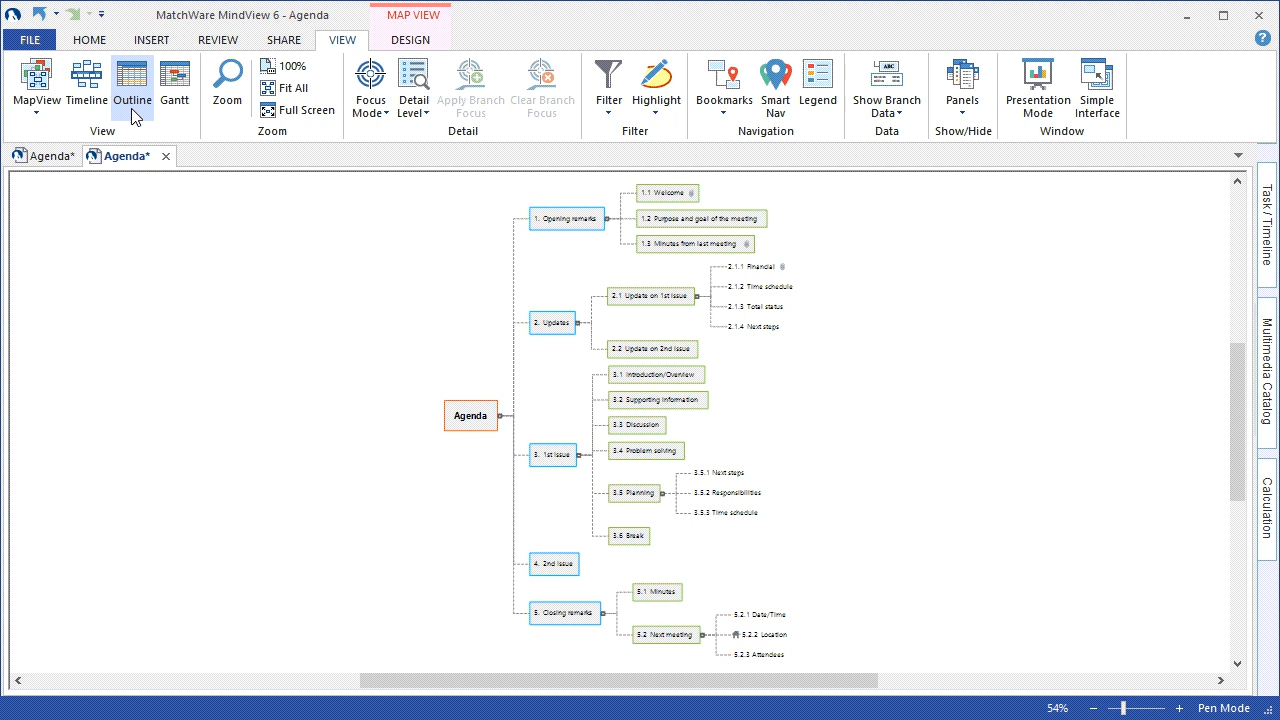 MatchWare MindView 6 - Agenda
MAP VIEW
FILE
HOME
INSERT
REVIEW
SHARE
VIEW
DESIGN
MapView
Timeline
Outline
Gantt
View
Zoom
100%
Fit All
Full Screen
Zoom
Focus Mode
Detail Level
Apply Branch Focus
Clear Branch Focus
Detail
Filter
Highlight
Filter
Bookmarks
Smart Nav
Legend
Navigation
ABC
Show Branch Data
Data
Panels
Show/Hide
Presentation Mode
Simple Interface
Window
Agenda*
Agenda*
Agenda
1. Opening remarks
1.1 Welcome
1.2 Purpose and goal of the meeting
1.3 Minutes from last meeting
2. Updates
2.1 Update on 1st issue
2.1.1 Financial
2.1.2 Time schedule
2.1.3 Total status
2.1.4 Next steps
2.2 Update on 2nd issue
3. 1st issue
3.1 Introduction/Overview
3.2 Supporting information
3.3 Discussion
3.4 Problem solving
3.5 Planning
3.5.1 Next steps
3.5.2 Responsibilities
3.5.3 Time schedule
3.6 Break
4. 2nd issue
5. Closing remarks
5.1 Minutes
5.2 Next meeting
5.2.1 Date/Time
5.2.2 Location
5.2.3 Attendees
Task / Timeline
Multimedia Catalog
Calculation
54%
Pen Mode